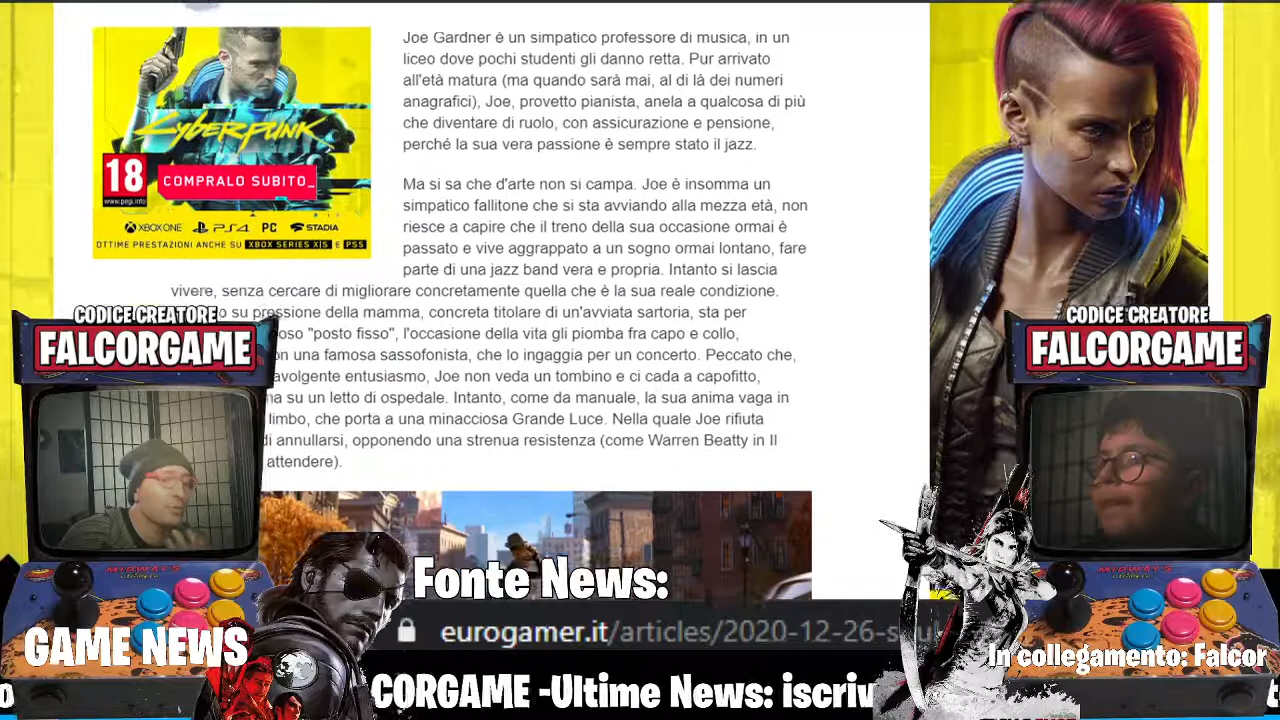 Joe Gardner è un simpatico professore di musica, in un
liceo dove pochi studenti gli danno retta. Pur arrivato
all'età matura (ma quando sarà mai, al di là dei numeri
anagrafici), Joe, provetto pianista, anela a qualcosa di più
che diventare di ruolo, con assicurazione e pensione,
perché la sua vera passione è sempre stato il jazz.
Ma si sa che d'arte non si campa. Joe è insomma un
simpatico fallitone che si sta avviando alla mezza età, non
riesce a capire che il treno della sua occasione ormai è
passato e vive aggrappato a un sogno ormai lontano, fare
parte di una jazz band vera e propria. Intanto si lascia
vivere, senza cercare di migliorare concretamente quella che è la sua reale condizione.
o su pressione della mamma, concreta titolare di un'avviata sartoria, sta per
oso "posto fisso", l'occasione della vita gli piomba fra capo e collo,
on una famosa sassofonista, che lo ingaggia per un concerto. Peccato che,
avolgente entusiasmo, Joe non veda un tombino e ci cada a capofitto,
na su un letto di ospedale. Intanto, come da manuale, la sua anima vaga in
limbo, che porta a una minacciosa Grande Luce. Nella quale Joe rifiuta
di annullarsi, opponendo una strenua resistenza (come Warren Beatty in Il
attendere).
CYBERPUNK
18
www.pegi.info
COMPRALO SUBITO_
XBOX ONE PS4 PC STADIA
OTTIME PRESTAZIONI ANCHE SU XBOX SERIES X|S E PS5
CODICE CREATORE
FALCORGAME
CODICE CREATORE
FALCORGAME
MIDWAY'S
MIDWAY'S
GAME NEWS
Fonte News:
eurogamer.it/articles/2020-12-26-s
In collegamento: Falcor
CORGAME -Ultime News: iscriv